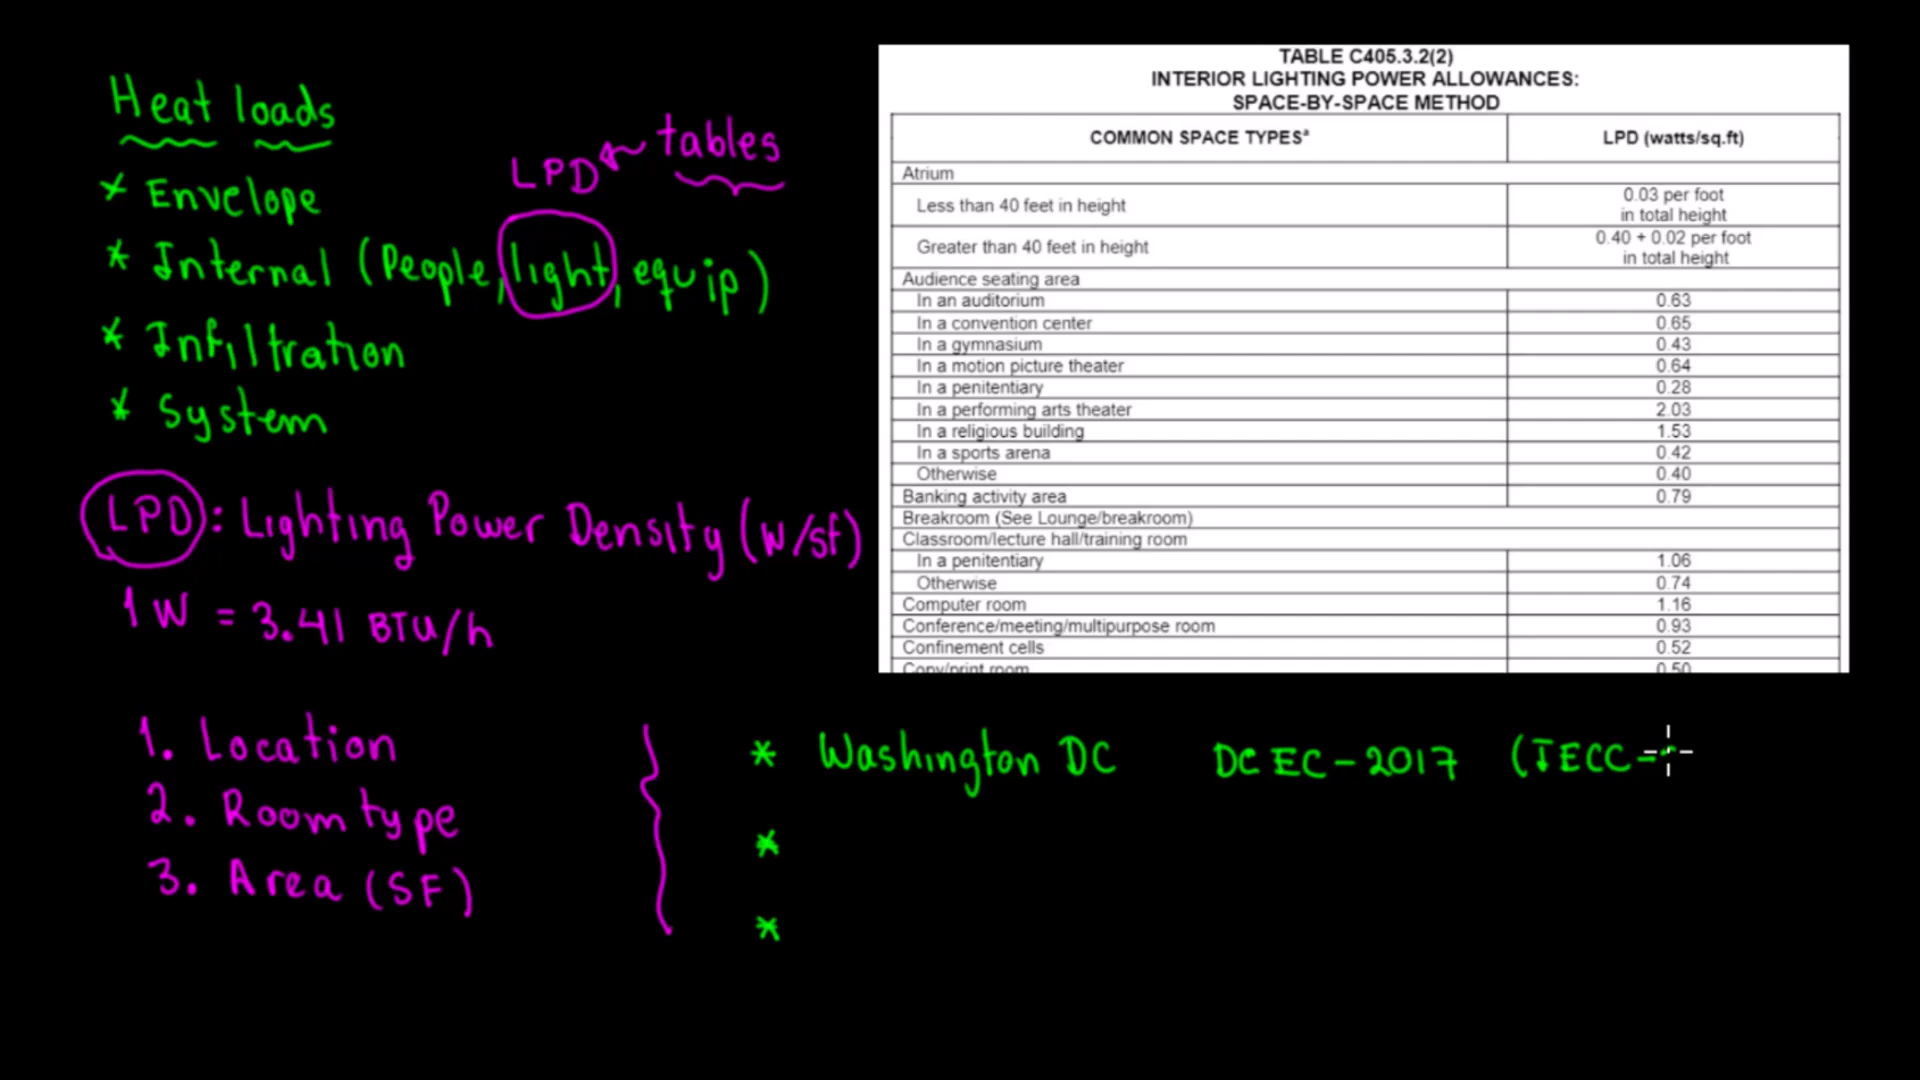 Heat loads
* Envelope
* Internal (People, light, equip)
* Infiltration
* System
LPD ← tables
LPD: Lighting Power Density (W/SF)
1 W = 3.41 BTU/h
1. Location
2. Room type
3. Area (SF)
* Washington DC DCEC-2017 (IECC-
*
*
TABLE C405.3.2(2)
INTERIOR LIGHTING POWER ALLOWANCES:
SPACE-BY-SPACE METHOD
COMMON SPACE TYPESª LPD (watts/sq.ft)
Atrium
Less than 40 feet in height 0.03 per foot
in total height
Greater than 40 feet in height 0.40 + 0.02 per foot
in total height
Audience seating area
In an auditorium 0.63
In a convention center 0.65
In a gymnasium 0.43
In a motion picture theater 0.64
In a penitentiary 0.28
In a performing arts theater 2.03
In a religious building 1.53
In a sports arena 0.42
Otherwise 0.40
Banking activity area 0.79
Breakroom (See Lounge/breakroom)
Classroom/lecture hall/training room
In a penitentiary 1.06
Otherwise 0.74
Computer room 1.16
Conference/meeting/multipurpose room 0.93
Confinement cells 0.52
Copy/print room 0.50